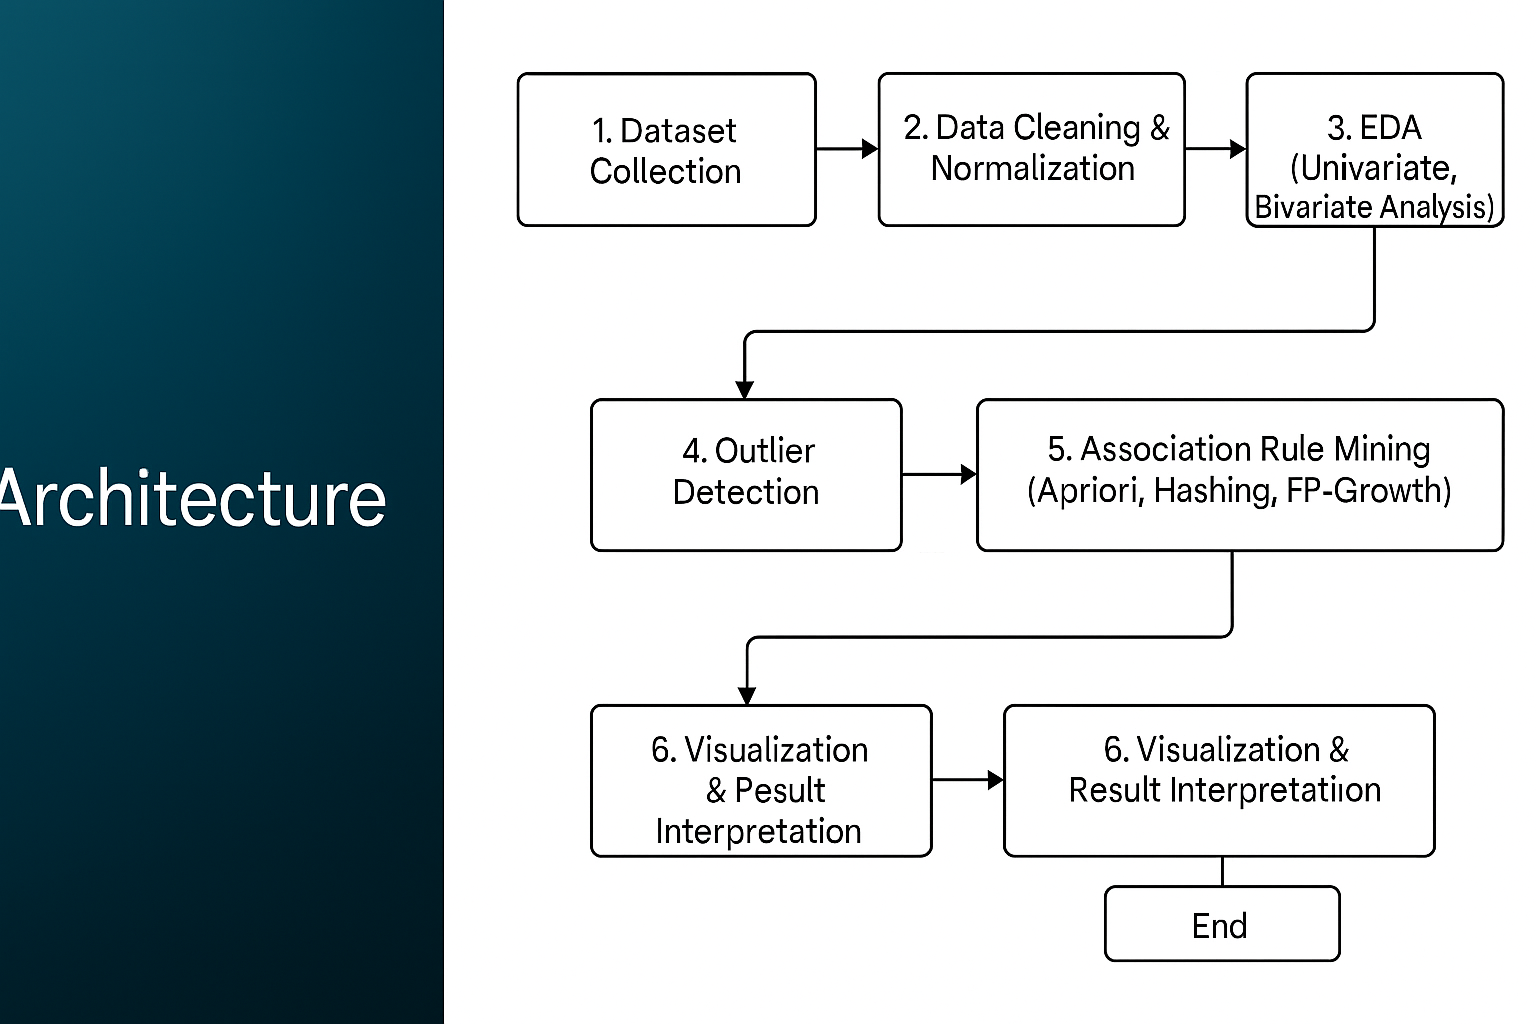 Architecture
1. Dataset
Collection
2. Data Cleaning &
Normalization
3. EDA
(Univariate,
Bivariate Analysis)
4. Outlier
Detection
5. Association Rule Mining
(Apriori, Hashing, FP-Growth)
6. Visualization
& Pesult
Interpretation
6. Visualization &
Result Interpretatiion
End